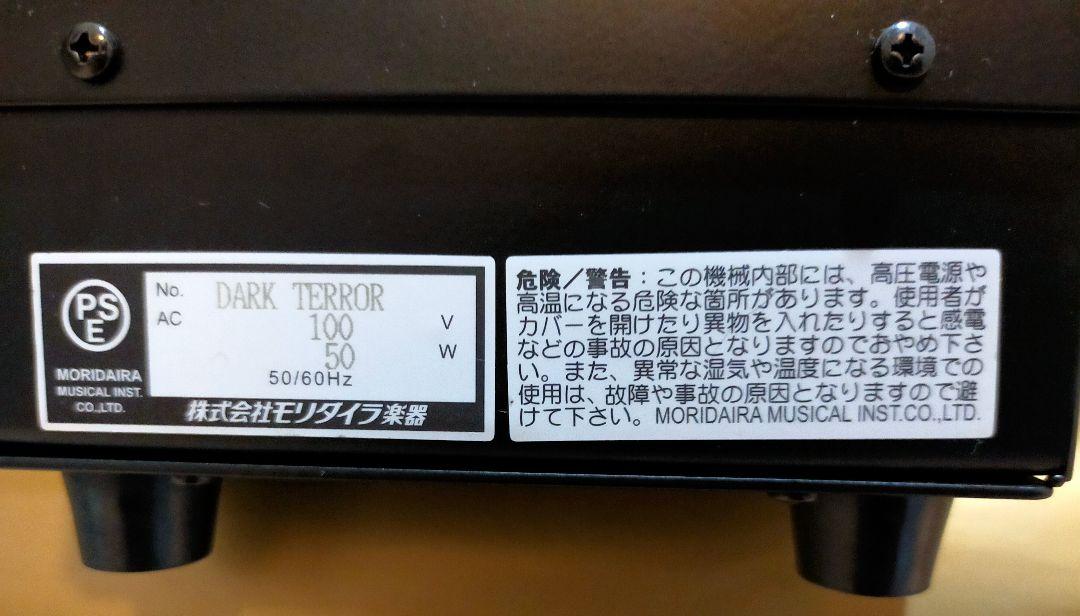 PS
E
MORIDAIRA
MUSICAL INST.
CO.,LTD.
No. DARK TERROR
AC 100 V
50 W
50/60Hz
株式会社モリダイラ楽器
危険／警告：この機械内部には、高圧電源や
高温になる危険な箇所があります。使用者が
カバーを開けたり異物を入れたりすると感電
などの事故の原因となりますのでおやめ下さ
い。また、異常な湿気や温度になる環境での
使用は、故障や事故の原因となりますので避
けて下さい。MORIDAIRA MUSICAL INST.CO.,LTD.